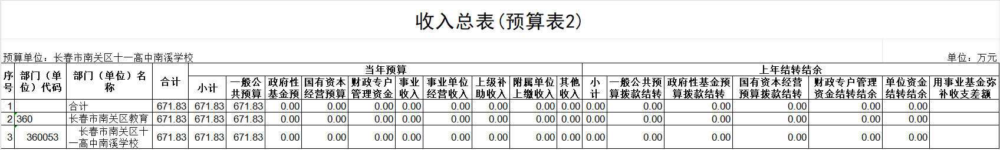 收入总表(预算表2)
预算单位：长春市南关区十一高中南溪学校 单位：万元
序号 部门（单位）代码 部门（单位）名称 合计 当年预算 上年结转结余
小计 一般公共预算 政府性基金预 国有资本经营预算 财政专户管理资金 事业收入 事业单位经营收入 上级补助收入 附属单位上缴收入 其他收入 小计 一般公共预算拨款结转 政府性基金预算拨款结转 国有资本经营预算拨款结转 财政专户管理资金结转结余 单位资金结转结余 用事业基金弥补收支差额
1 合计 671.83 671.83 671.83 0.00 0.00 0.00 0.00 0.00 0.00 0.00 0.00 0.00 0.00 0.00 0.00 0.00 0.00
2 360 长春市南关区教育 671.83 671.83 671.83 0.00 0.00 0.00 0.00 0.00 0.00 0.00 0.00 0.00 0.00 0.00 0.00 0.00 0.00
3 360053 长春市南关区十一高中南溪学校 671.83 671.83 671.83 0.00 0.00 0.00 0.00 0.00 0.00 0.00 0.00 0.00 0.00 0.00 0.00 0.00 0.00